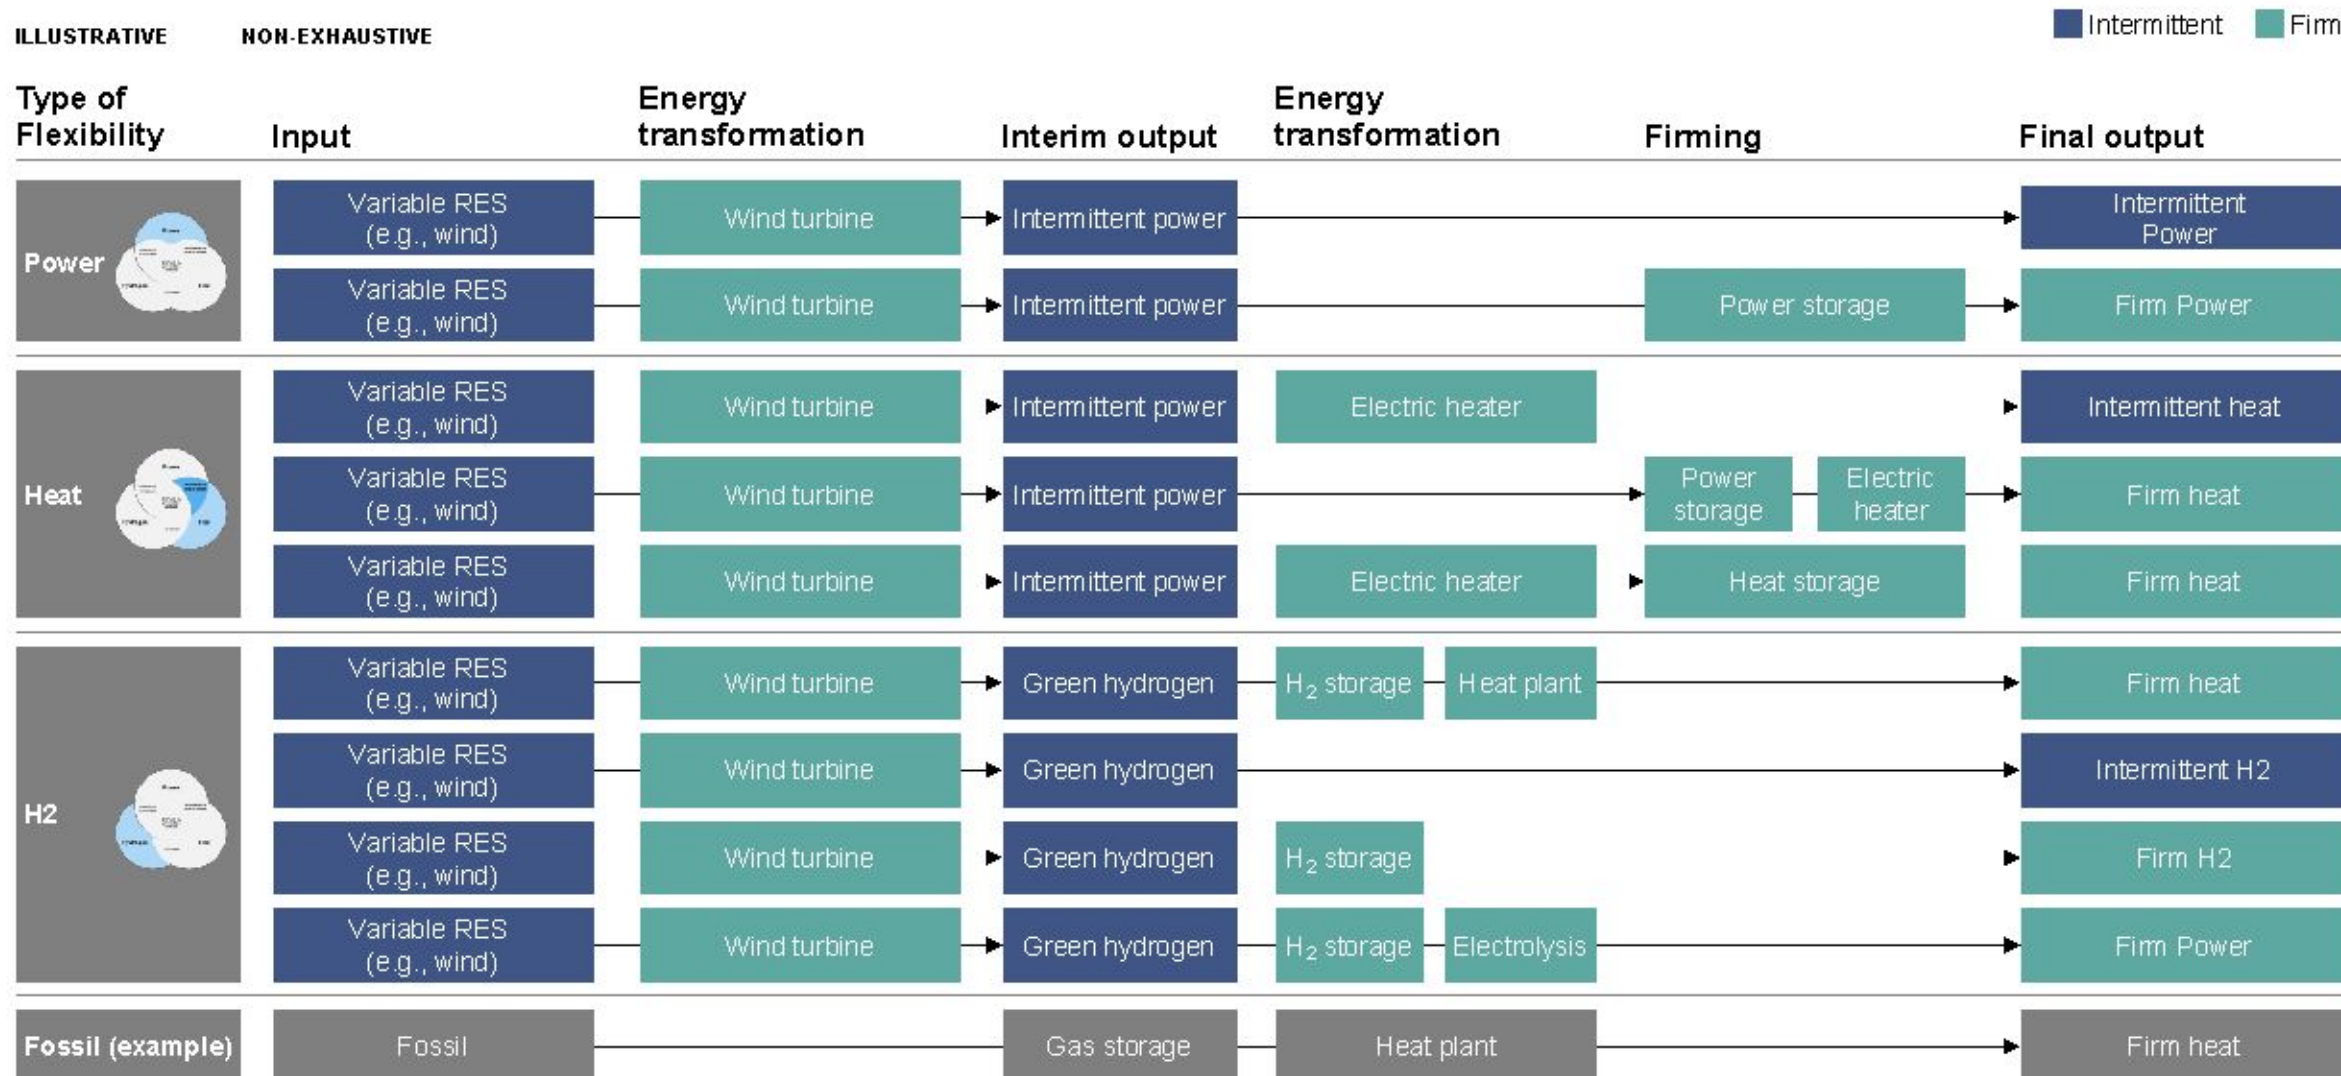 ILLUSTRATIVE NON-EXHAUSTIVE
Intermittent Firm
Type of
Flexibility
Input
Energy
transformation
Interim output
Energy
transformation
Firming
Final output
Power
Variable RES
(e.g., wind)
Wind turbine
Intermittent power
Intermittent
Power
Variable RES
(e.g., wind)
Wind turbine
Intermittent power
Power storage
Firm Power
Heat
Variable RES
(e.g., wind)
Wind turbine
Intermittent power
Electric heater
Intermittent heat
Variable RES
(e.g., wind)
Wind turbine
Intermittent power
Power
storage
Electric
heater
Firm heat
Variable RES
(e.g., wind)
Wind turbine
Intermittent power
Electric heater
Heat storage
Firm heat
H2
Variable RES
(e.g., wind)
Wind turbine
Green hydrogen
H₂ storage
Heat plant
Firm heat
Variable RES
(e.g., wind)
Wind turbine
Green hydrogen
Intermittent H2
Variable RES
(e.g., wind)
Wind turbine
Green hydrogen
H₂ storage
Firm H2
Variable RES
(e.g., wind)
Wind turbine
Green hydrogen
H₂ storage
Electrolysis
Firm Power
Fossil (example)
Fossil
Gas storage
Heat plant
Firm heat